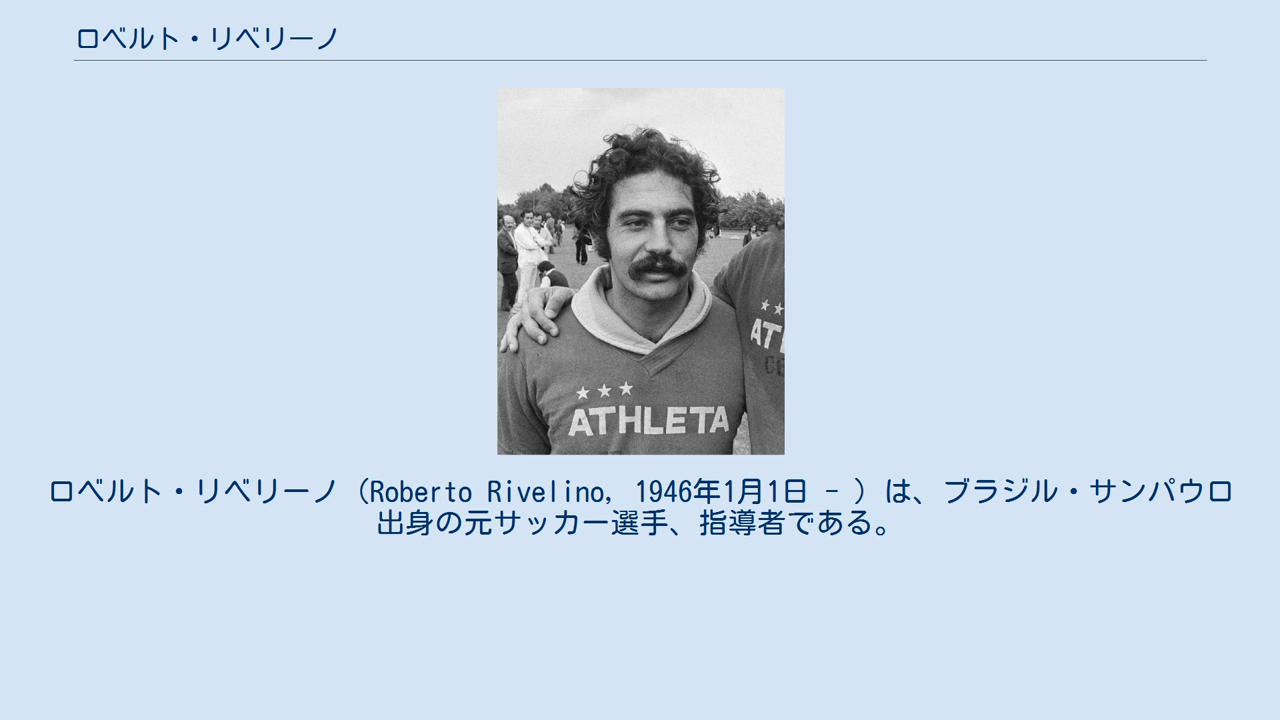 ロベルト・リベリーノ
★★★
ATHLETA
★★
AT
ロベルト・リベリーノ（Roberto Rivelino, 1946年1月1日 - ）は、ブラジル・サンパウロ
出身の元サッカー選手、指導者である。